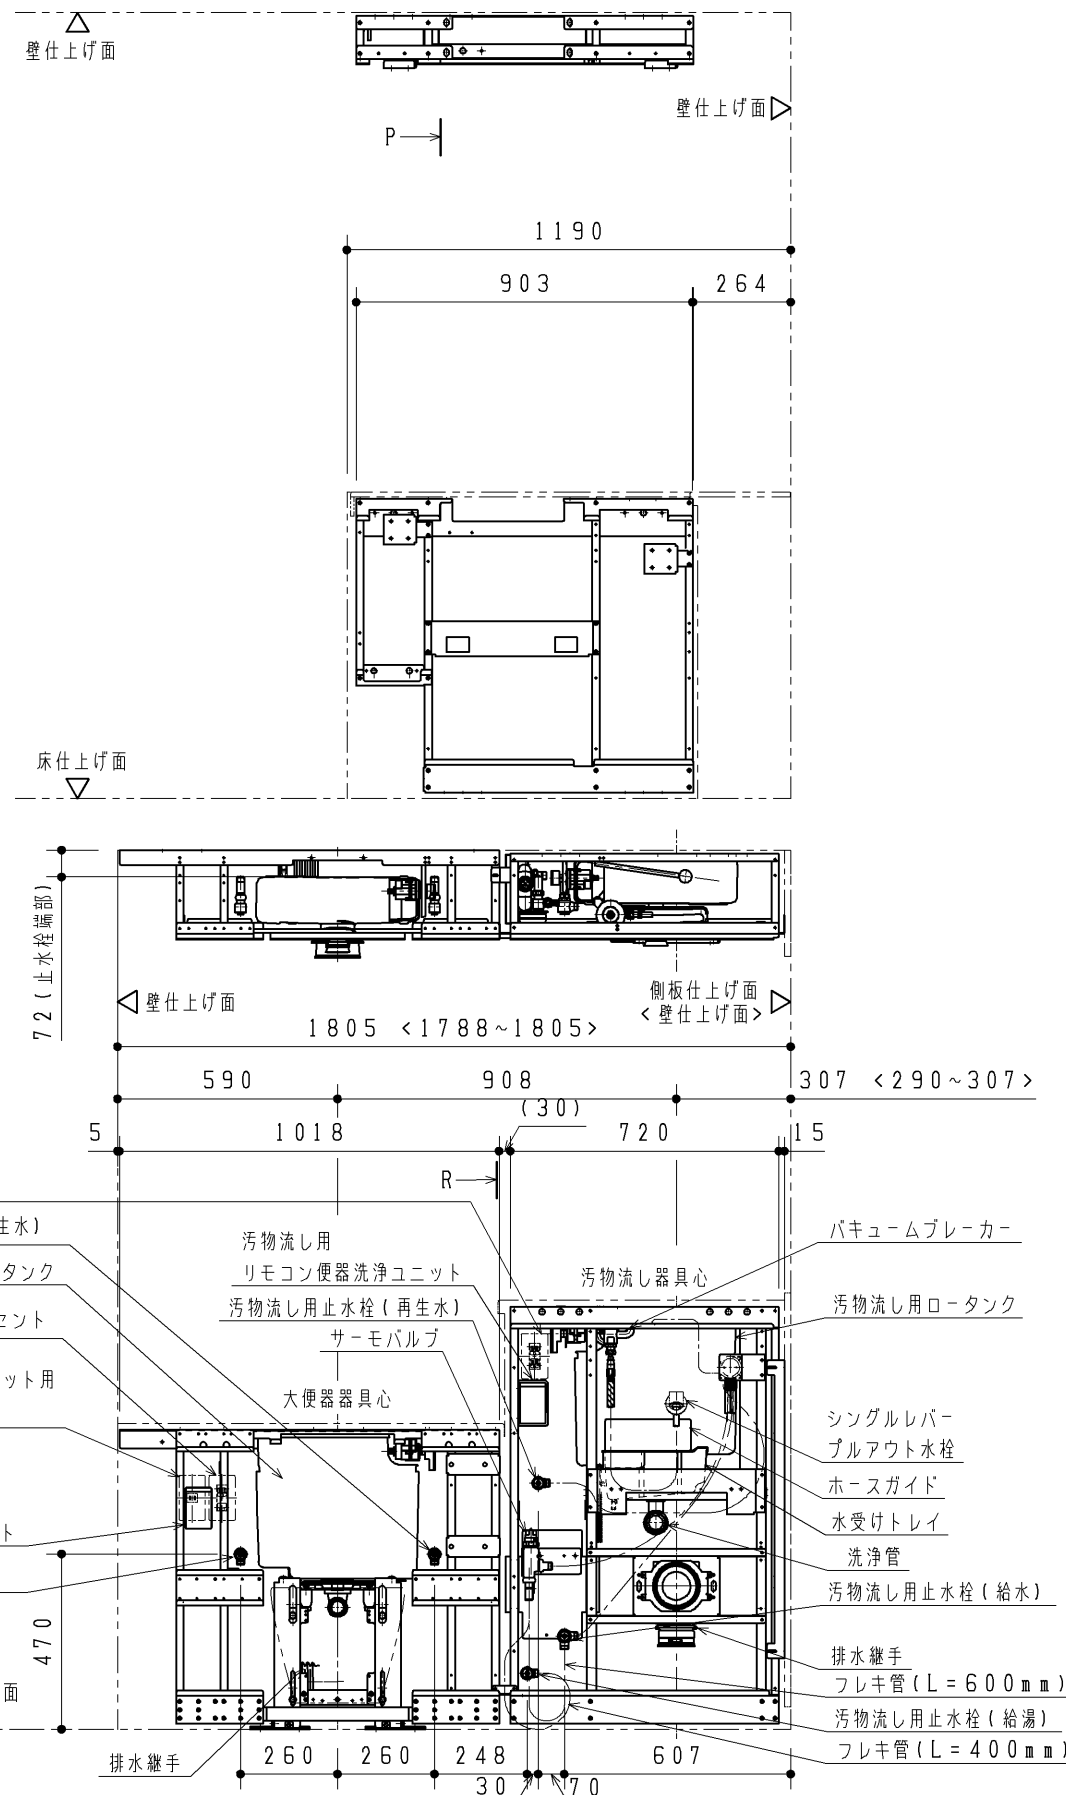 壁仕上げ面
壁仕上げ面
P
1190
903
264
床仕上げ面
72(止水栓端部)
壁仕上げ面
側板仕上げ面
<壁仕上げ面>
1805 <1788~1805>
590
908
307 <290~307>
(30)
5
1018
720
15
R
生水)
タンク
セント
ット用
ト
面
汚物流し用
リモコン便器洗浄ユニット
汚物流し用止水栓(再生水)
サーモバルブ
大便器器具心
汚物流し器具心
バキュームブレーカー
汚物流し用ロータンク
シングルレバー
プルアウト水栓
ホースガイド
水受けトレイ
洗浄管
汚物流し用止水栓(給水)
排水継手
フレキ管(L=600mm)
汚物流し用止水栓(給湯)
フレキ管(L=400mm)
470
排水継手
260
260
248
607
30
70